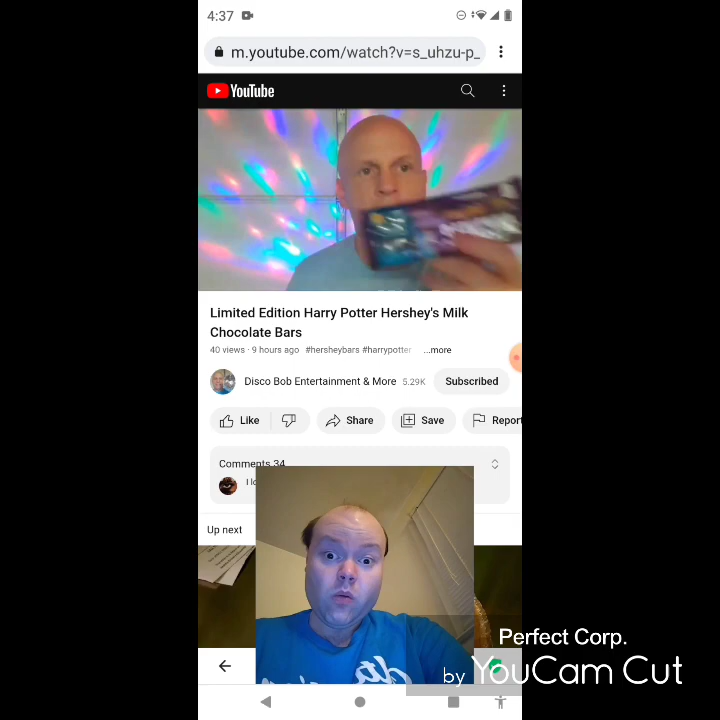 4:37
m.youtube.com/watch?v=s_uhzu-p_
YouTube
Limited Edition Harry Potter Hershey's Milk
Chocolate Bars
40 views · 9 hours ago #hersheybars #harrypotter ...more
Disco Bob Entertainment & More 5.29K Subscribed
Like Share Save Report
Comments 34
I lo
Up next
Perfect Corp.
by YouCam Cut